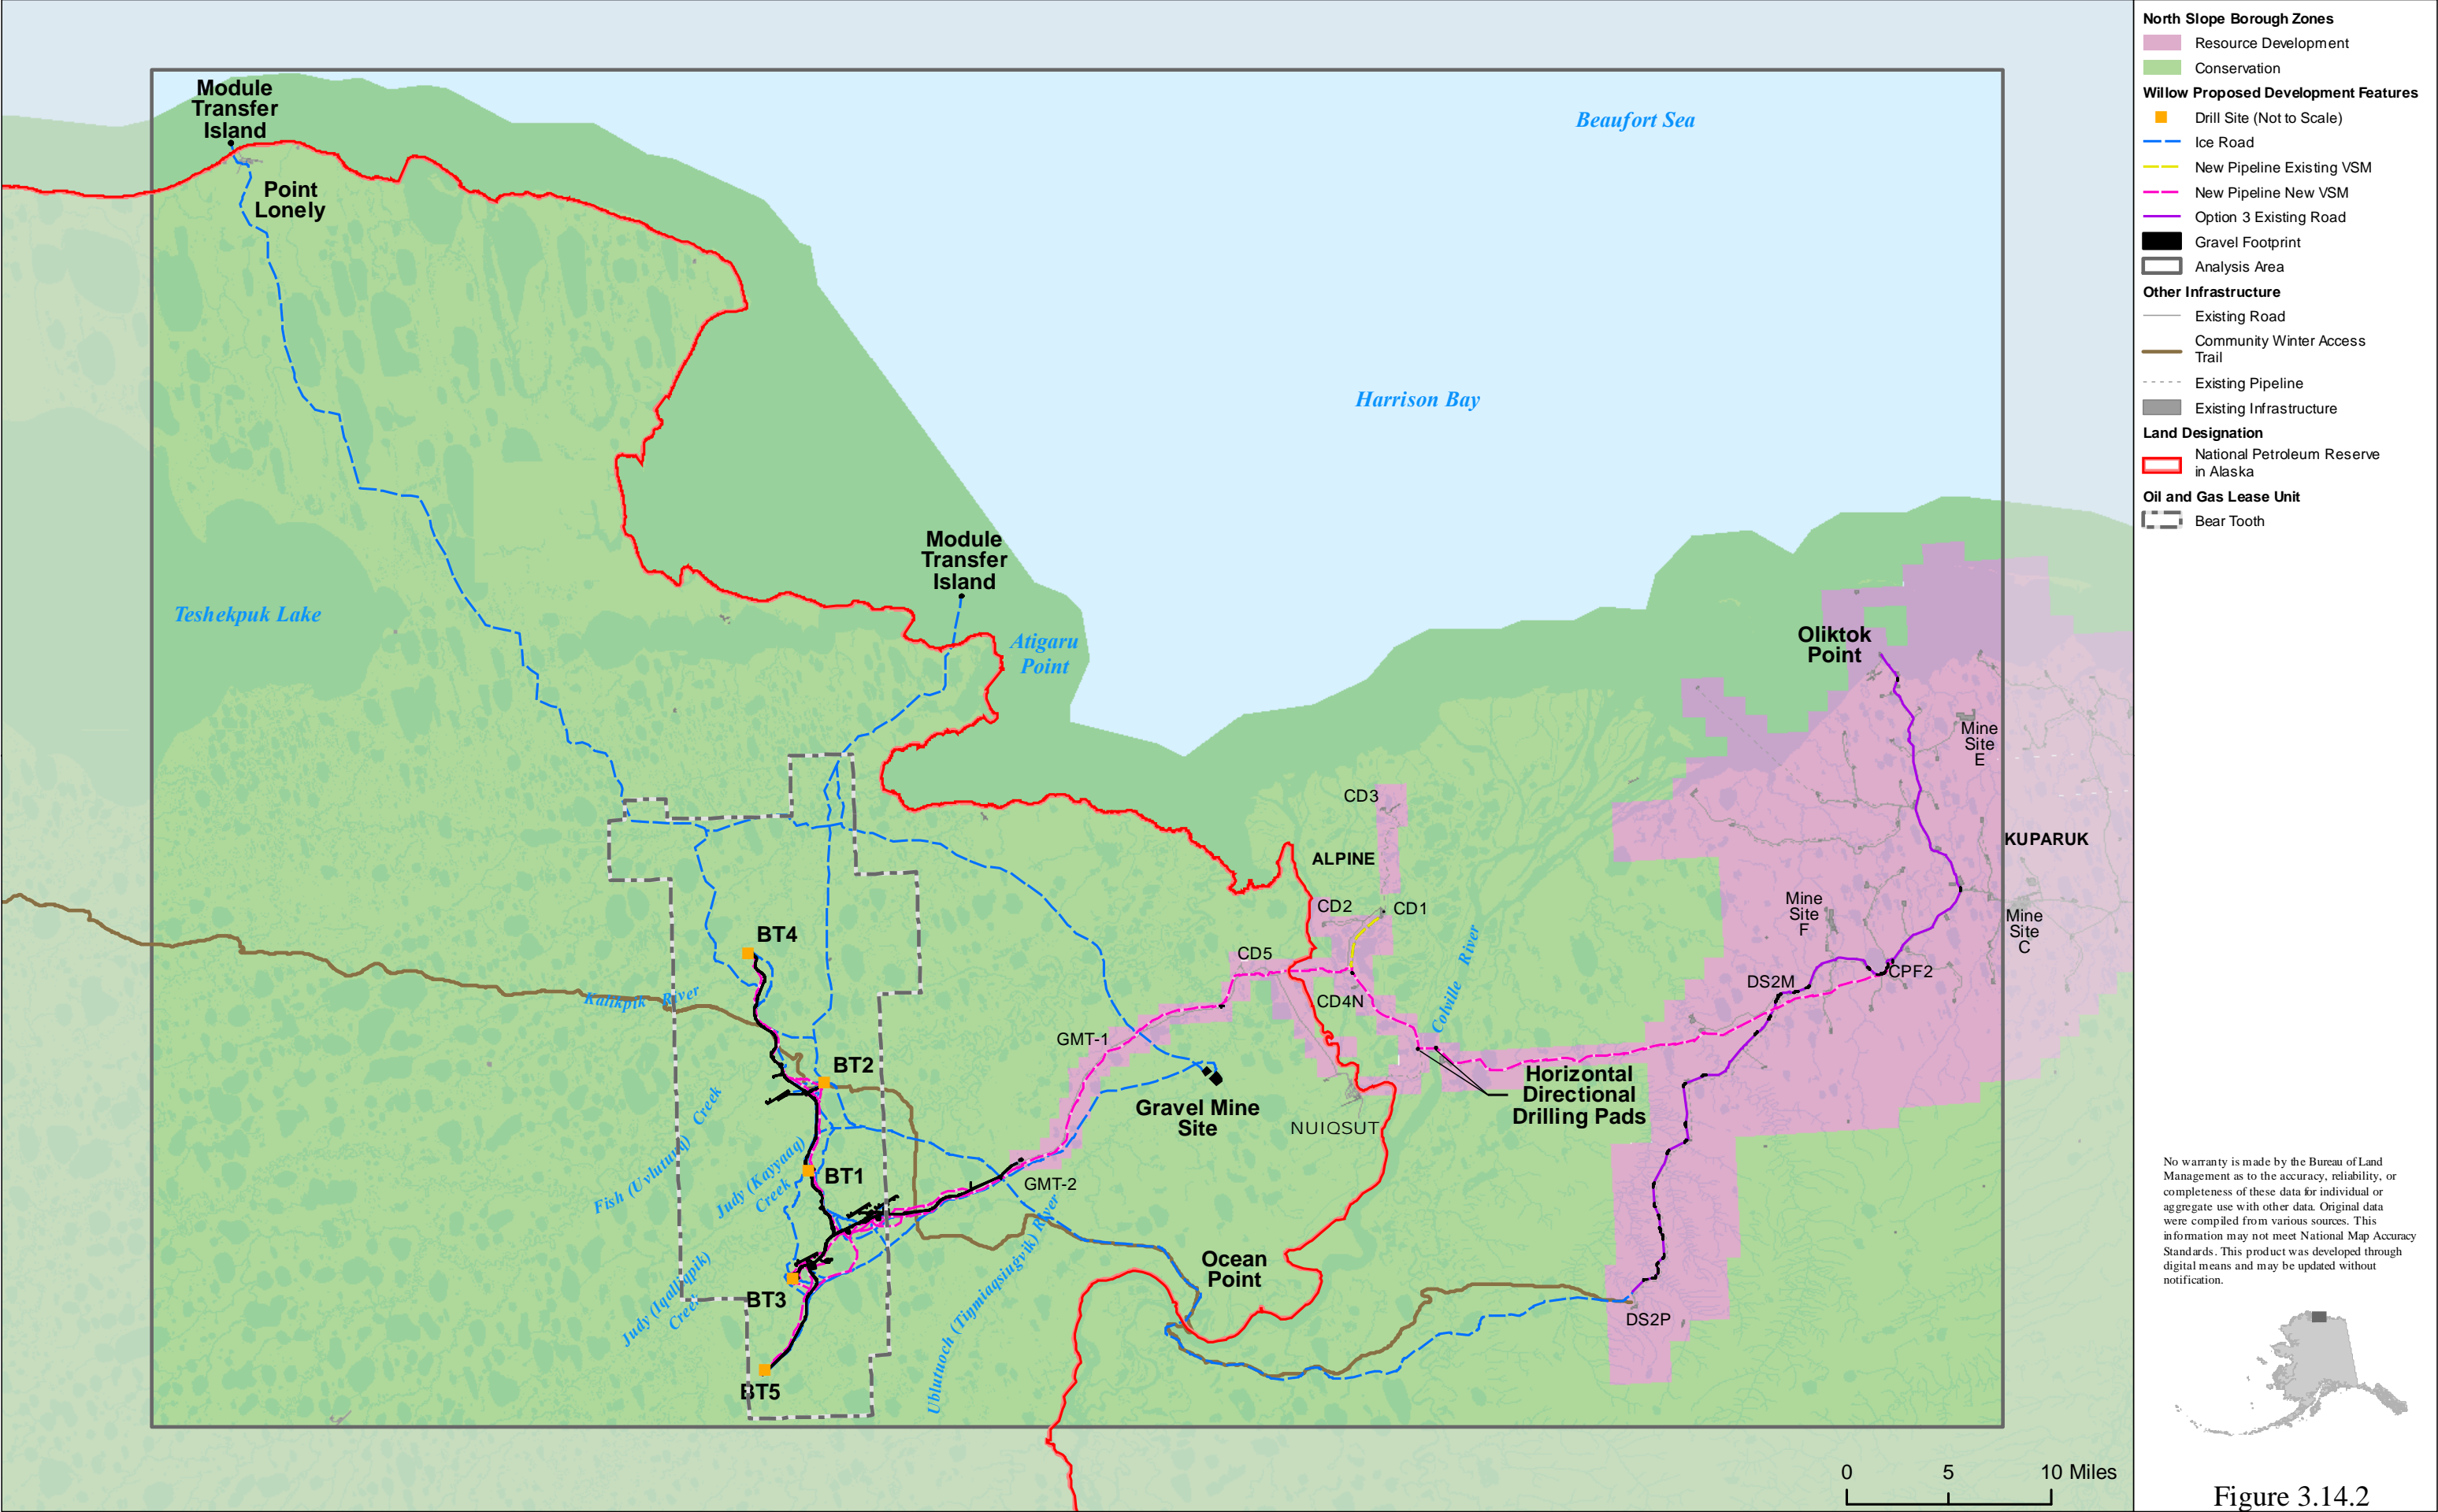 Module
Transfer
Island
Point
Lonely
Beaufort Sea
Harrison Bay
Module
Transfer
Island
Atigaru
Point
Teshekpuk Lake
Oliktok
Point
Mine
Site
E
KUPARUK
CD3
ALPINE
CD2
CD1
Mine
Site
F
Mine
Site
C
BT4
CD5
CPF2
DS2M
Kalikpik River
CD4N
Colville River
GMT-1
BT2
Horizontal
Directional
Drilling Pads
Gravel Mine
Site
NUIQSUT
Fish (Uvlutuuq) Creek
Judy (Kayyaaq)
Creek
BT1
GMT-2
Ublutuoch (Tiŋmiaqsiuġvik) River
Ocean
Point
BT3
Judy (Iqalliqpik)
Creek
DS2P
BT5
0 5 10 Miles
North Slope Borough Zones
Resource Development
Conservation
Willow Proposed Development Features
Drill Site (Not to Scale)
Ice Road
New Pipeline Existing VSM
New Pipeline New VSM
Option 3 Existing Road
Gravel Footprint
Analysis Area
Other Infrastructure
Existing Road
Community Winter Access
Trail
Existing Pipeline
Existing Infrastructure
Land Designation
National Petroleum Reserve
in Alaska
Oil and Gas Lease Unit
Bear Tooth
No warranty is made by the Bureau of Land
Management as to the accuracy, reliability, or
completeness of these data for individual or
aggregate use with other data. Original data
were compiled from various sources. This
information may not meet National Map Accuracy
Standards. This product was developed through
digital means and may be updated without
notification.
Figure 3.14.2